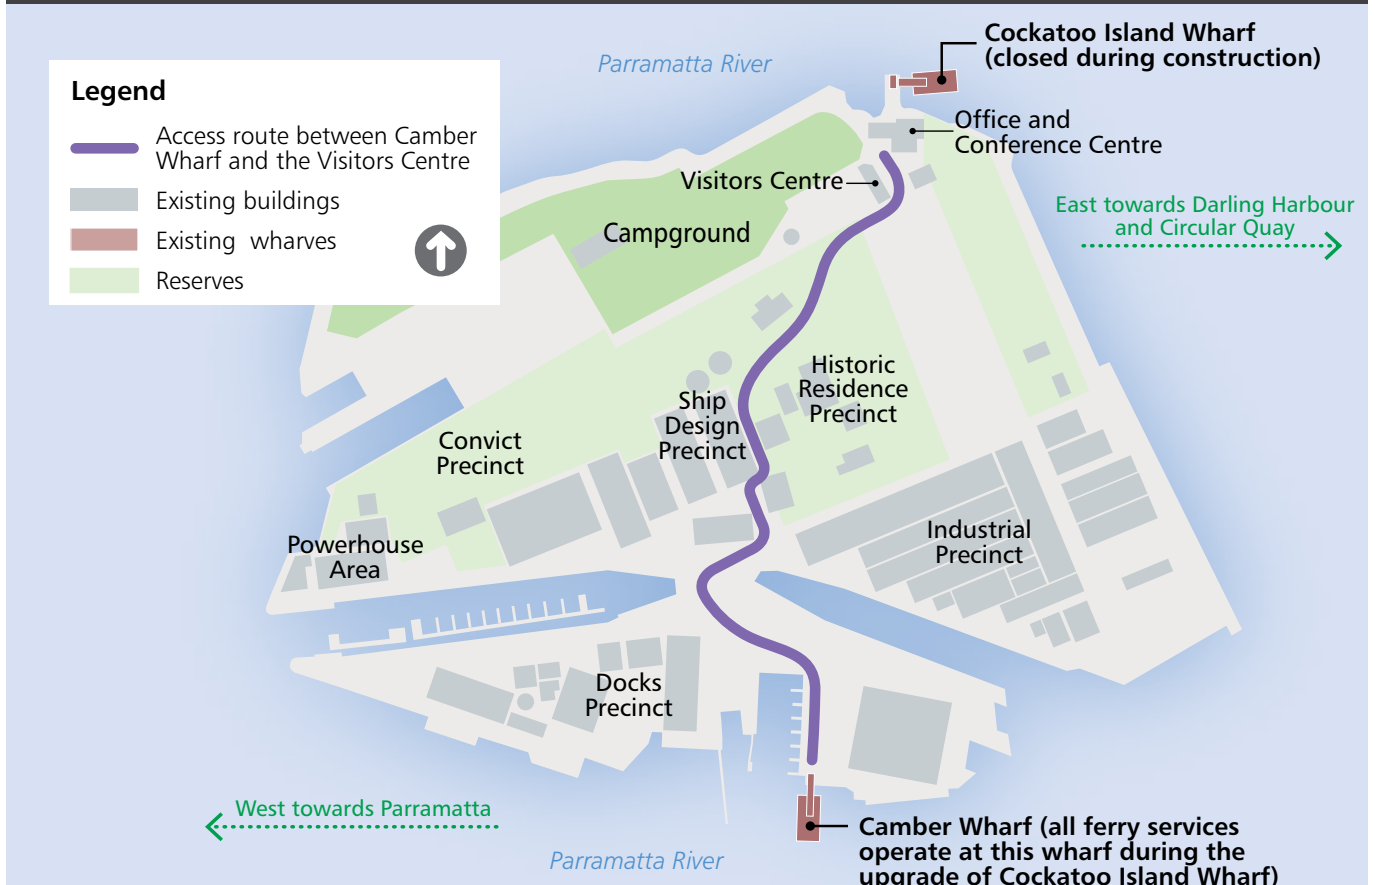 Parramatta River
Cockatoo Island Wharf
(closed during construction)
Legend
Access route between Camber
Wharf and the Visitors Centre
Existing buildings
Existing wharves
Reserves
Office and
Conference Centre
Visitors Centre
Campground
East towards Darling Harbour
and Circular Quay
Historic
Residence
Precinct
Ship
Design
Precinct
Convict
Precinct
Industrial
Precinct
Powerhouse
Area
Docks
Precinct
West towards Parramatta
Camber Wharf (all ferry services
operate at this wharf during the
upgrade of Cockatoo Island Wharf)
Parramatta River